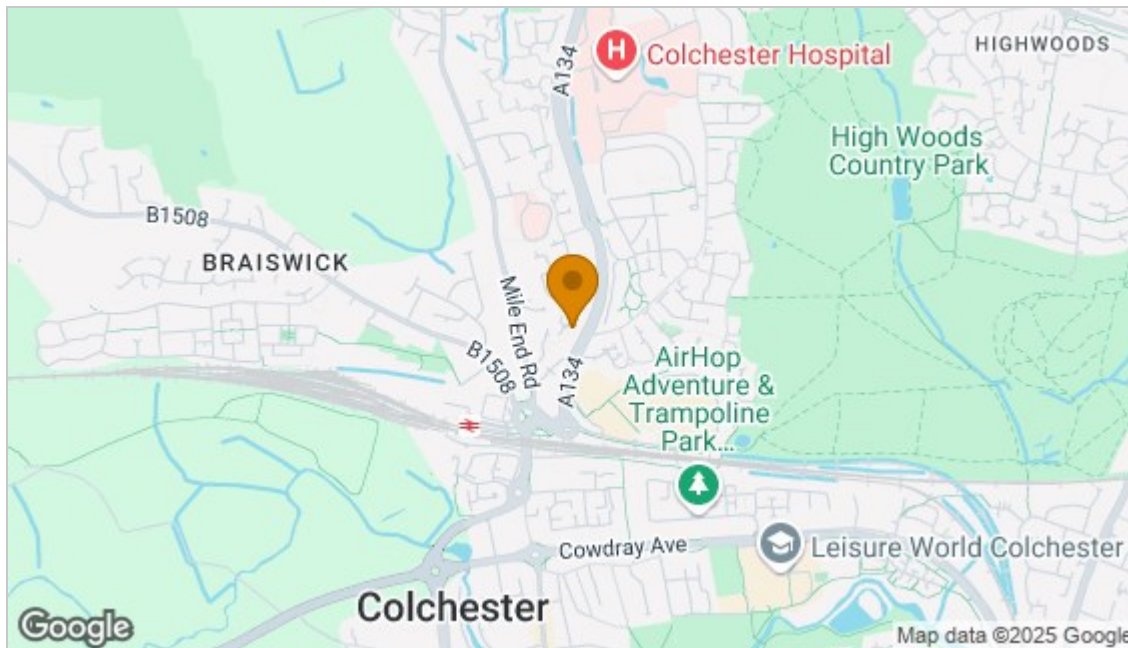 A134
H
Colchester Hospital
HIGHWOODS
High Woods
Country Park
B1508
BRAISWICK
Mile End Rd
B1508
A134
AirHop
Adventure &
Trampoline
Park...
Cowdray Ave
Leisure World Colchester
Colchester
Google
Map data ©2025 Google